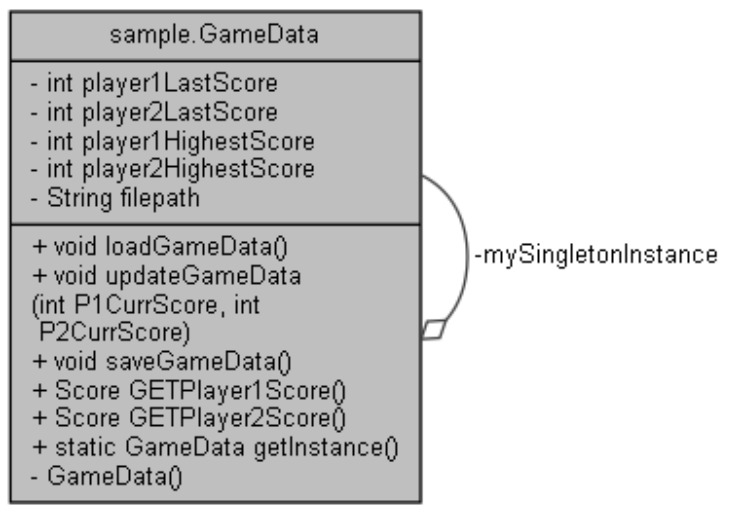 sample.GameData
- int player1LastScore
- int player2LastScore
- int player1HighestScore
- int player2HighestScore
- String filepath
+ void loadGameData()
+ void updateGameData
(int P1CurrScore, int
P2CurrScore)
+ void saveGameData()
+ Score GETPlayer1Score()
+ Score GETPlayer2Score()
+ static GameData getInstance()
- GameData()
-mySingletonInstance